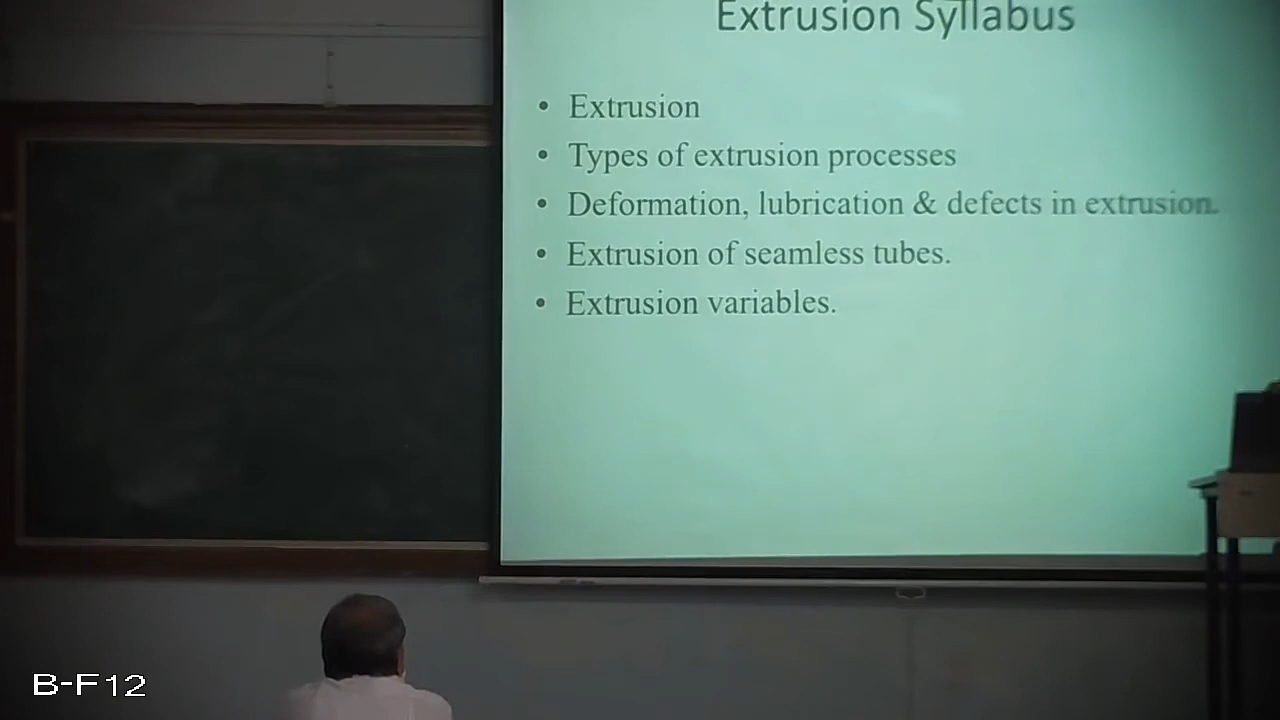 Extrusion Syllabus
• Extrusion
• Types of extrusion processes
• Deformation, lubrication & defects in extrusion.
• Extrusion of seamless tubes.
• Extrusion variables.
B-F12